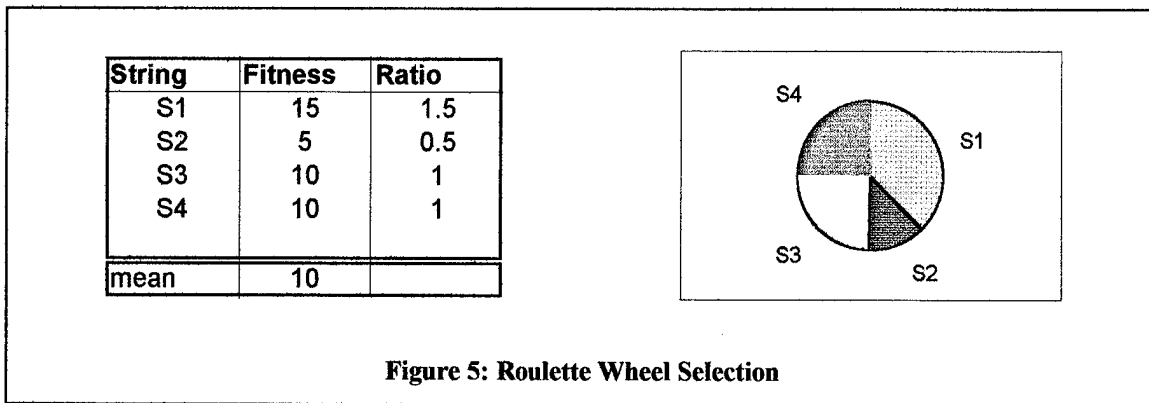 String Fitness Ratio
S1 15 1.5
S2 5 0.5
S3 10 1
S4 10 1
mean 10
S4
S1
S3
S2
Figure 5: Roulette Wheel Selection